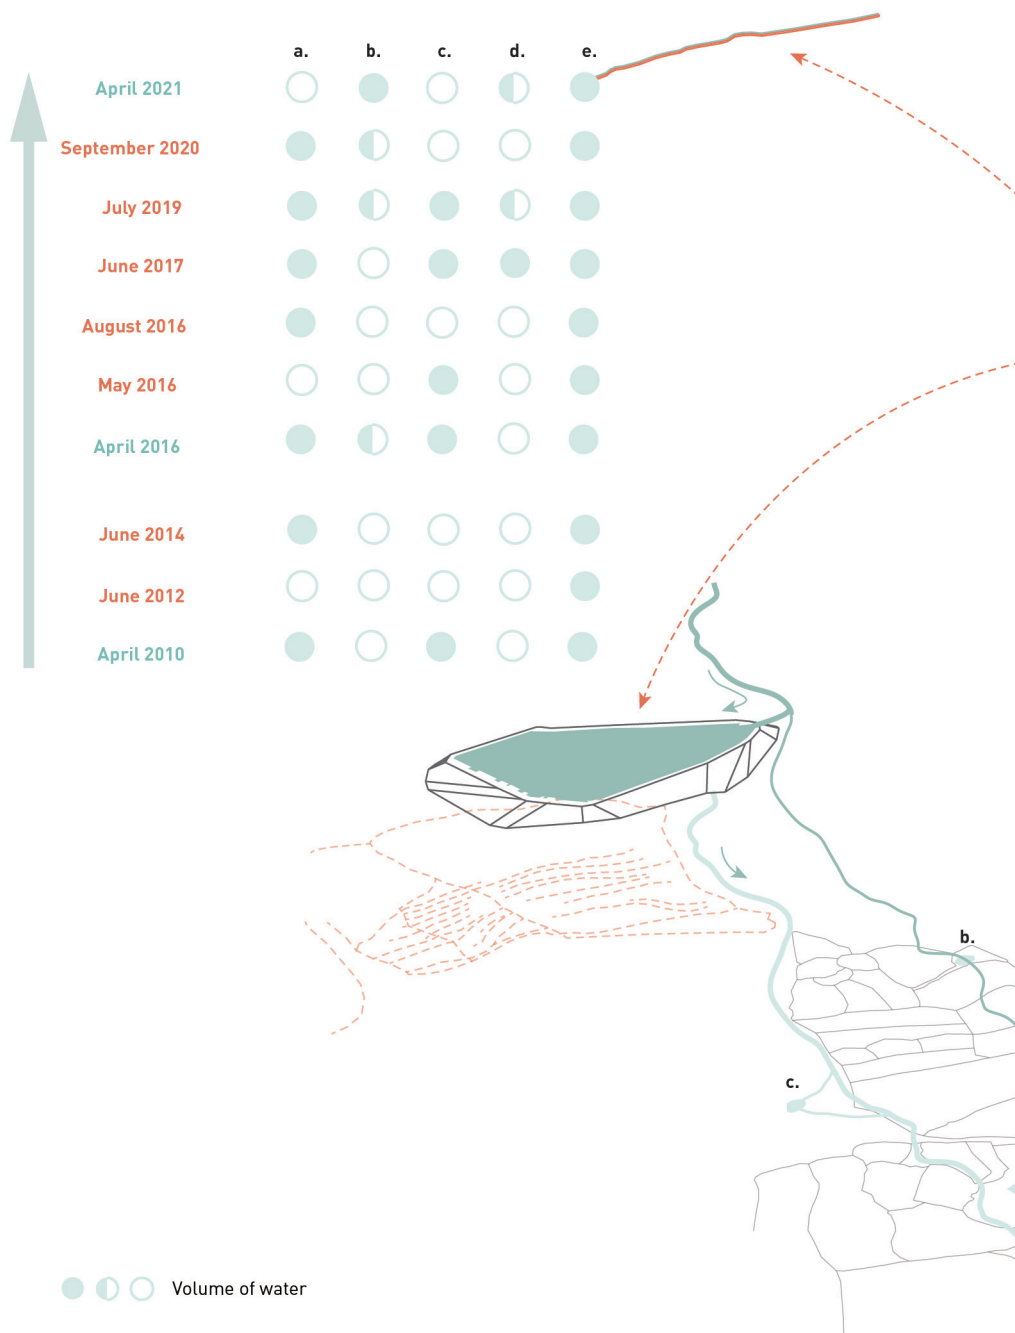 a. b. c. d. e.
April 2021
September 2020
July 2019
June 2017
August 2016
May 2016
April 2016
June 2014
June 2012
April 2010
b.
c.
Volume of water